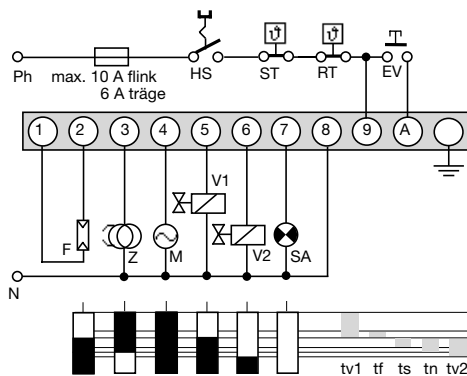 ϑ ϑ
Ph max. 10 A flink HS ST RT EV
6 A träge
1 2 3 4 5 6 7 8 9 A
V1
F Z M V2 SA
N
tv1 tf ts tn tv2